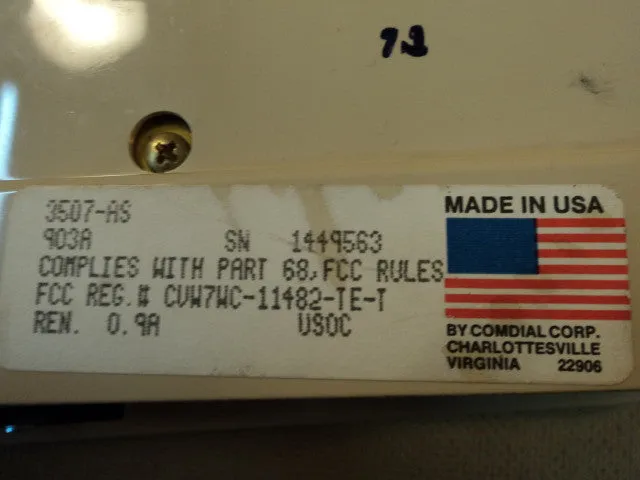 3507-AS
903A SN 1449563
COMPLIES WITH PART 68, FCC RULES
FCC REG.# CVW7WC-11482-TE-T
REN. 0.9A USOC
MADE IN USA
BY COMDIAL CORP.
CHARLOTTESVILLE
VIRGINIA 22906